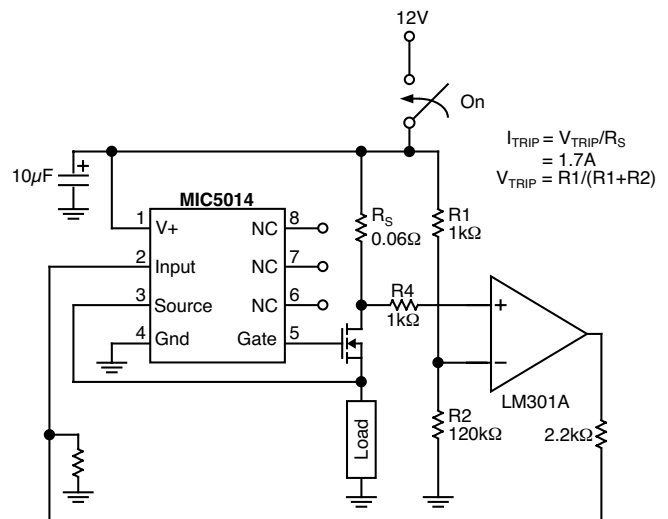 12V
On
I_TRIP = V_TRIP/R_S
= 1.7A
V_TRIP = R1/(R1+R2)
10µF
+
MIC5014
1 V+ NC 8
2 Input NC 7
3 Source NC 6
4 Gnd Gate 5
R_S
0.06Ω
R1
1kΩ
R4
1kΩ
+
−
LM301A
R2
120kΩ
2.2kΩ
Load